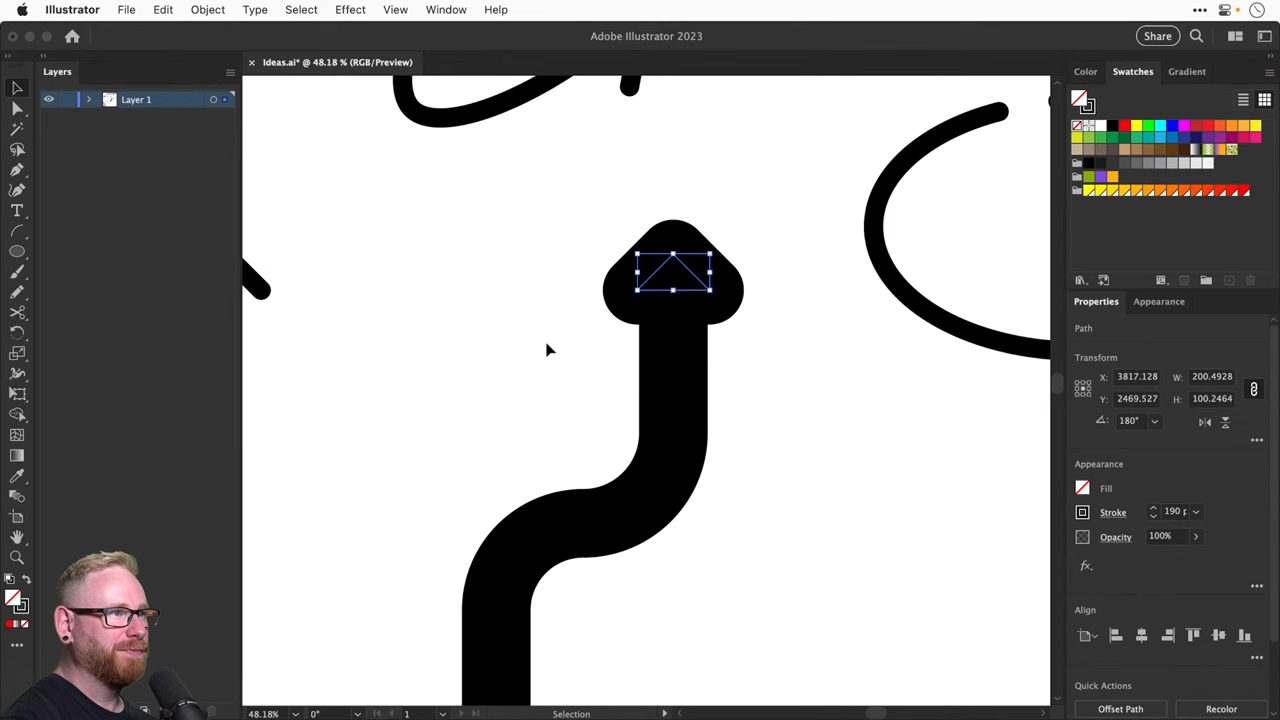 Illustrator File Edit Object Type Select Effect View Window Help
Adobe Illustrator 2023
Share
Layers
Ideas.ai* @ 48.18 % (RGB/Preview)
Color Swatches Gradient
Layer 1
Properties Appearance
Path
Transform
X: 3817.128 W: 200.4928
Y: 2469.527 H: 100.2464
180°
Appearance
Fill
Stroke 190 p
Opacity 100%
fx.
Align
Quick Actions
Offset Path Recolor
48.18% 0° 1 Selection